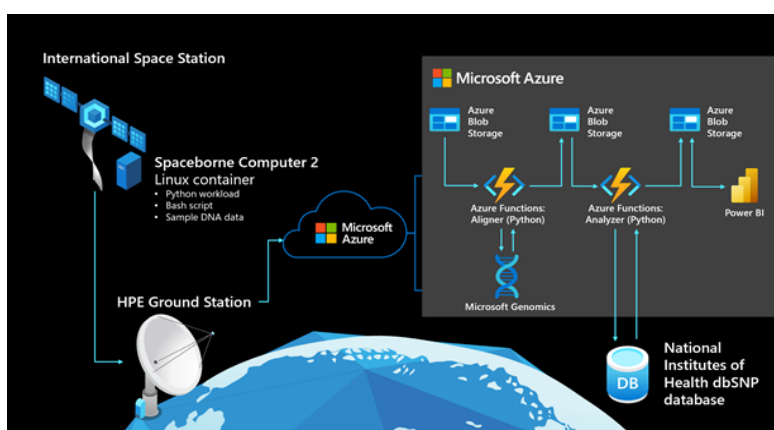 International Space Station
Spaceborne Computer 2
Linux container
• Python workload
• Bash script
• Sample DNA data
HPE Ground Station
Microsoft
Azure
Microsoft Azure
Azure
Blob
Storage
Azure
Blob
Storage
Azure
Blob
Storage
Azure Functions:
Aligner (Python)
Azure Functions:
Analyzer (Python)
Power BI
Microsoft Genomics
DB
National
Institutes of
Health dbSNP
database